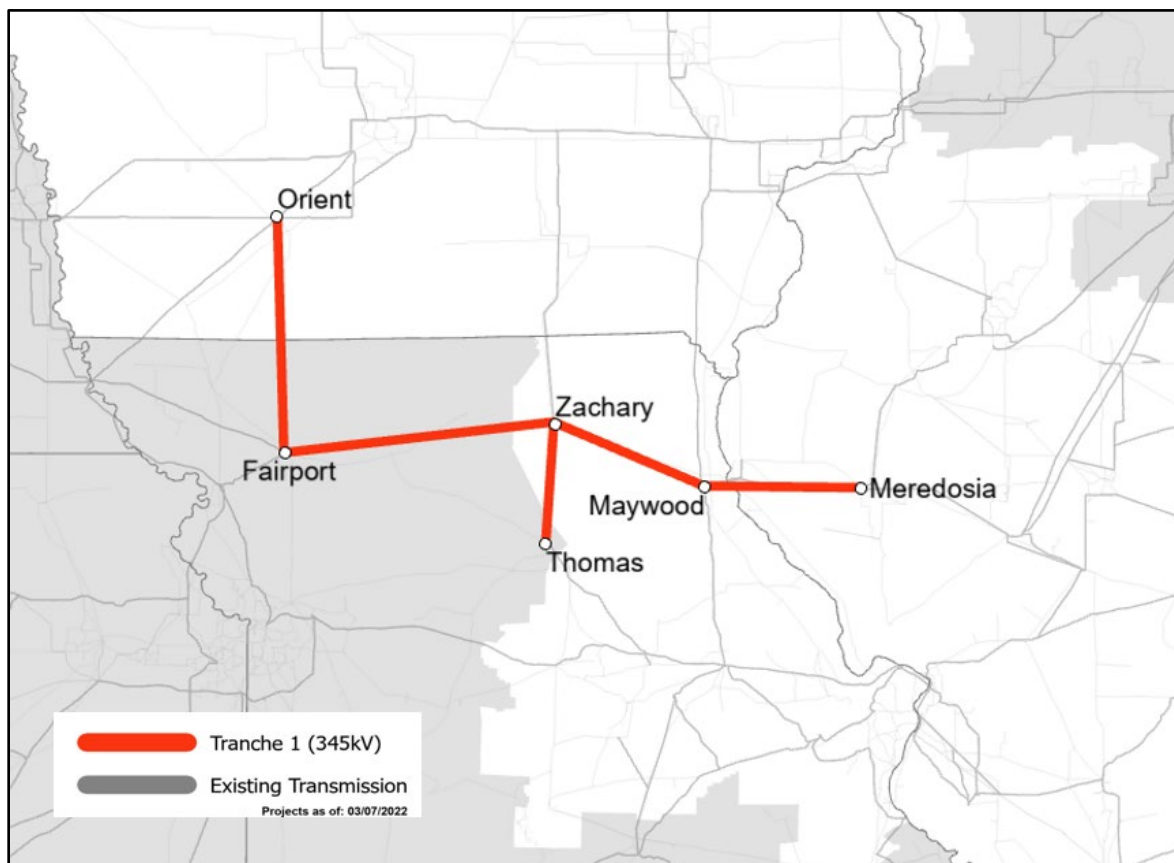 Orient
Zachary
Fairport
Maywood
Meredosia
Thomas
Tranche 1 (345kV)
Existing Transmission
Projects as of: 03/07/2022